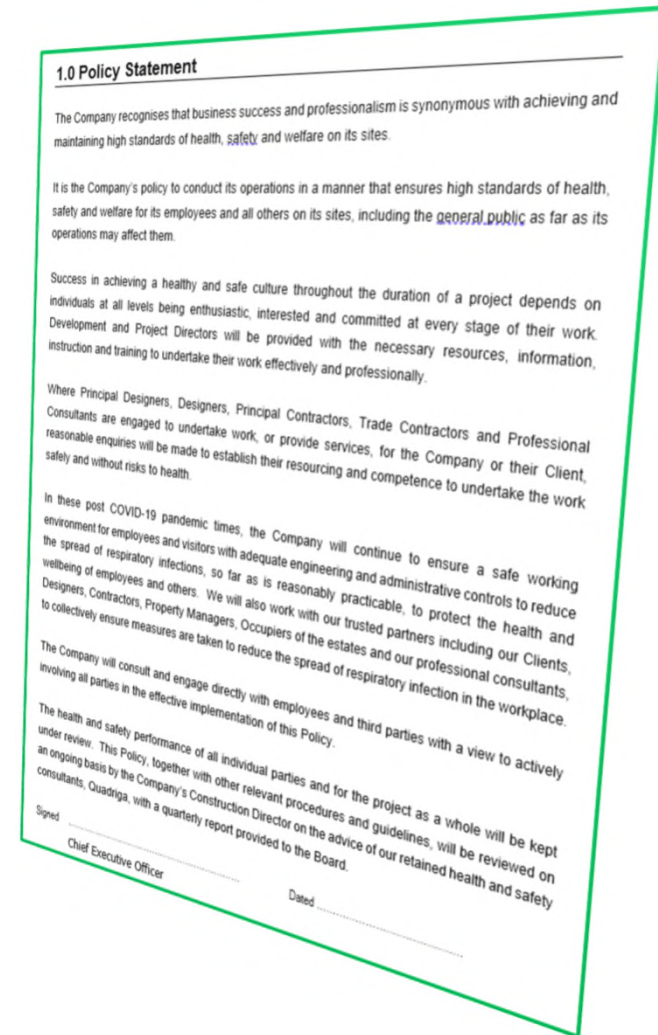 1.0 Policy Statement
The Company recognises that business success and professionalism is synonymous with achieving and
maintaining high standards of health, safety and welfare on its sites.
It is the Company's policy to conduct its operations in a manner that ensures high standards of health,
safety and welfare for its employees and all others on its sites, including the general public as far as its
operations may affect them.
Success in achieving a healthy and safe culture throughout the duration of a project depends on
individuals at all levels being enthusiastic, interested and committed at every stage of their work.
Development and Project Directors will be provided with the necessary resources, information,
instruction and training to undertake their work effectively and professionally.
Where Principal Designers, Designers, Principal Contractors, Trade Contractors and Professional
Consultants are engaged to undertake work, or provide services, for the Company or their Client,
reasonable enquiries will be made to establish their resourcing and competence to undertake the work
safely and without risks to health.
In these post COVID-19 pandemic times, the Company will continue to ensure a safe working
environment for employees and visitors with adequate engineering and administrative controls to reduce
the spread of respiratory infections, so far as is reasonably practicable, to protect the health and
wellbeing of employees and others. We will also work with our trusted partners including our Clients,
Designers, Contractors, Property Managers, Occupiers of the estates and our professional consultants,
to collectively ensure measures are taken to reduce the spread of respiratory infection in the workplace.
The Company will consult and engage directly with employees and third parties with a view to actively
involving all parties in the effective implementation of this Policy.
The health and safety performance of all individual parties and for the project as a whole will be kept
under review. This Policy, together with other relevant procedures and guidelines, will be reviewed on
an ongoing basis by the Company's Construction Director on the advice of our retained health and safety
consultants, Quadriga, with a quarterly report provided to the Board.
Signed
Chief Executive Officer
Dated